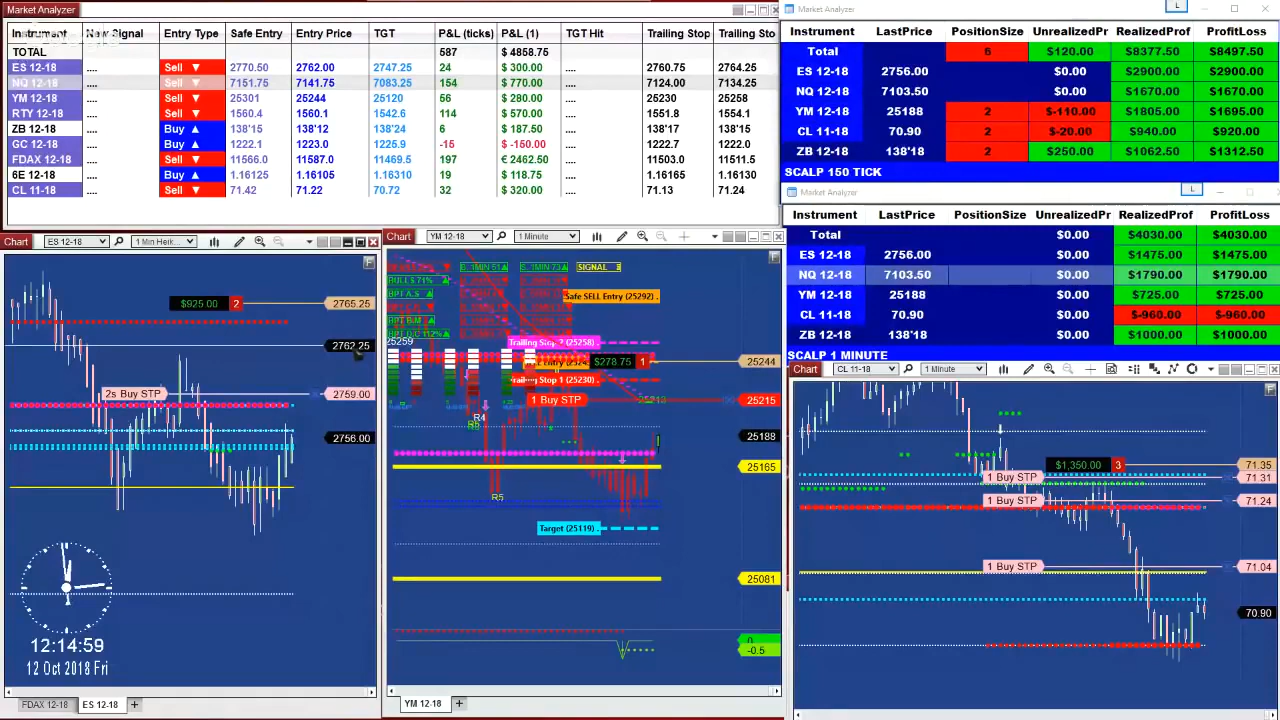 Market Analyzer
Instrument New Signal Entry Type Safe Entry Entry Price TGT P&L (ticks) P&L (1) TGT Hit Trailing Stop Trailing Sto
TOTAL 587 $ 4858.75
ES 12-18 .... Sell ▼ 2770.50 2762.00 2747.25 24 $ 300.00 .... 2760.75 2764.25
NQ 12-18 .... Sell ▼ 7151.75 7141.75 7083.25 154 $ 770.00 .... 7124.00 7134.25
YM 12-18 .... Sell ▼ 25301 25244 25120 56 $ 280.00 .... 25230 25258
RTY 12-18 .... Sell ▼ 1560.4 1560.1 1542.6 114 $ 570.00 .... 1551.8 1554.1
ZB 12-18 .... Buy ▲ 138'15 138'12 138'24 6 $ 187.50 .... 138'17 138'15
GC 12-18 .... Buy ▲ 1222.1 1223.0 1225.9 -15 $ -150.00 .... 1222.7 1222.0
FDAX 12-18 .... Sell ▼ 11566.0 11587.0 11469.5 197 € 2462.50 .... 11503.0 11511.5
6E 12-18 .... Buy ▲ 1.16125 1.16105 1.16310 19 $ 118.75 .... 1.16165 1.16130
CL 11-18 .... Sell ▼ 71.42 71.22 70.72 32 $ 320.00 .... 71.13 71.24
Market Analyzer
L
Instrument LastPrice PositionSize UnrealizedPr RealizedProf ProfitLoss
Total 6 $120.00 $8377.50 $8497.50
ES 12-18 2756.00 $0.00 $2900.00 $2900.00
NQ 12-18 7103.50 $0.00 $1670.00 $1670.00
YM 12-18 25188 2 $-110.00 $1805.00 $1695.00
CL 11-18 70.90 2 $-20.00 $940.00 $920.00
ZB 12-18 138'18 2 $250.00 $1062.50 $1312.50
SCALP 150 TICK
Market Analyzer
L
Instrument LastPrice PositionSize UnrealizedPr RealizedProf ProfitLoss
Total $0.00 $4030.00 $4030.00
ES 12-18 2756.00 $0.00 $1475.00 $1475.00
NQ 12-18 7103.50 $0.00 $1790.00 $1790.00
YM 12-18 25188 $0.00 $725.00 $725.00
CL 11-18 70.90 $0.00 $-960.00 $-960.00
ZB 12-18 138'18 $0.00 $1000.00 $1000.00
SCALP 1 MINUTE
Chart ES 12-18 1 Min Heik...
F
$925.00 2 2765.25
2762.25
2s Buy STP 2759.00
2756.00
12:14:59
12 Oct 2018 Fri
FDAX 12-18 ES 12-18 +
Chart YM 12-18 1 Minute
F
SIGNAL
Safe SELL Entry (25292)
25259
Trailing Stop 2 (25258)
$278.75 1 25244
Trailing Stop 1 (25230)
1 Buy STP 25215
R4
25188
25165
R5
Target (25119)
25081
0
-0.5
YM 12-18 +
Chart CL 11-18 1 Minute
F
$1,350.00 3 71.35
1 Buy STP 71.31
1 Buy STP 71.24
1 Buy STP 71.04
70.90